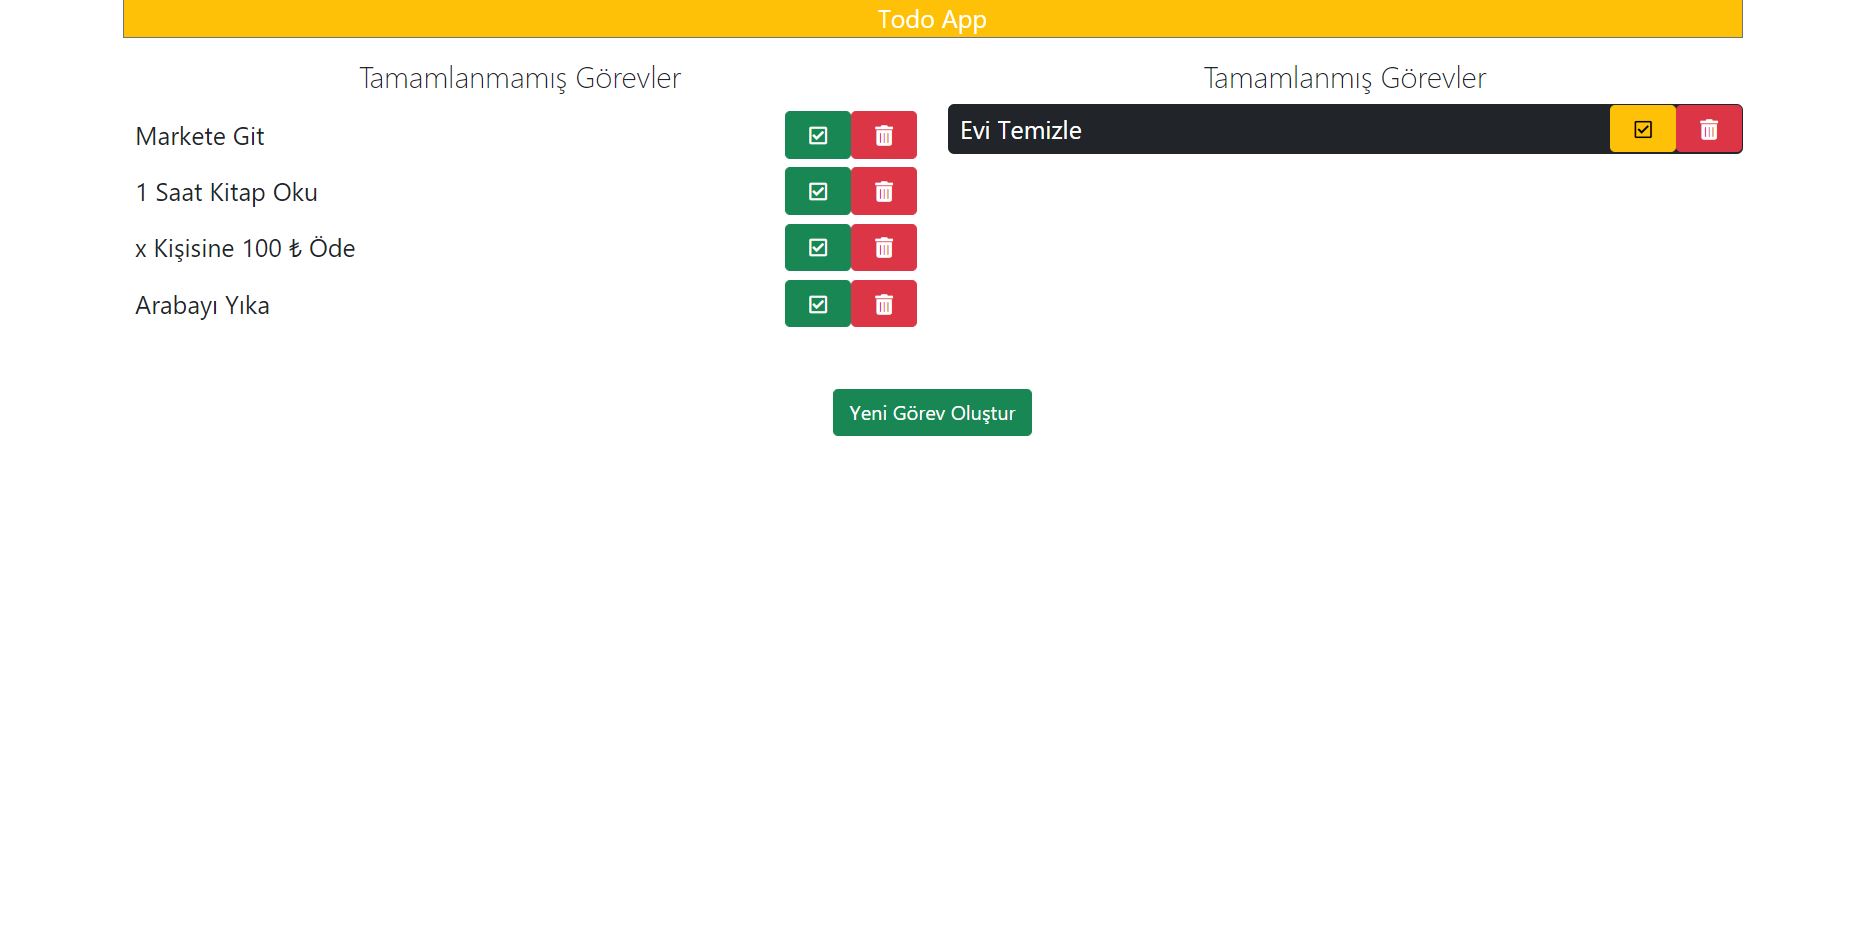 Todo App
Tamamlanmamış Görevler
Markete Git
1 Saat Kitap Oku
x Kişisine 100 ₺ Öde
Arabayı Yıka
Tamamlanmış Görevler
Evi Temizle
Yeni Görev Oluştur